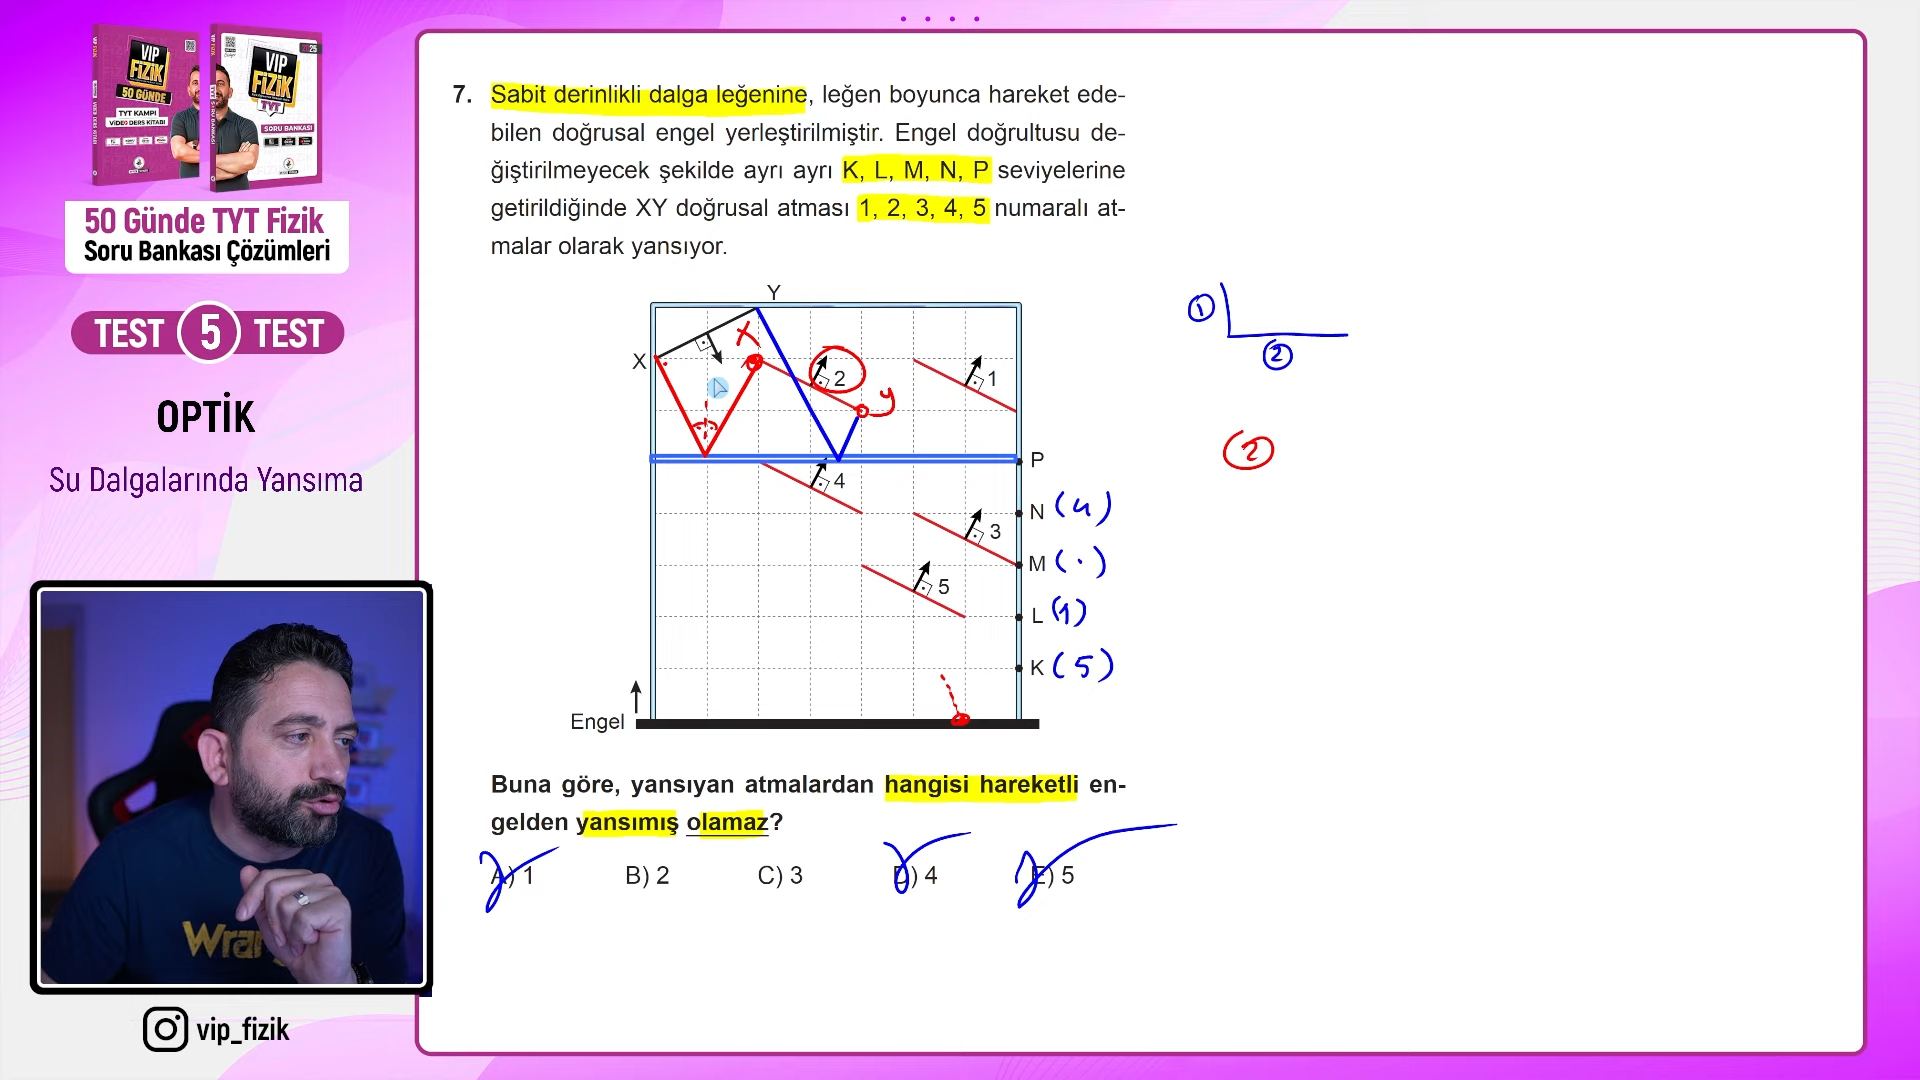 VIP
FİZİK
50 GÜNDE
TYT KAMPI
VİDEO DERS KİTABI
2025
VIP
FİZİK
TYT
SORU BANKASI
50 Günde TYT Fizik
Soru Bankası Çözümleri
TEST 5 TEST
OPTİK
Su Dalgalarında Yansıma
vip_fizik
7. Sabit derinlikli dalga leğenine, leğen boyunca hareket ede-
bilen doğrusal engel yerleştirilmiştir. Engel doğrultusu de-
ğiştirilmeyecek şekilde ayrı ayrı K, L, M, N, P seviyelerine
getirildiğinde XY doğrusal atması 1, 2, 3, 4, 5 numaralı at-
malar olarak yansıyor.
Y
X
X
2
y
1
1
2
2
P
4
N (4)
3
M (.)
5
L (1)
K (5)
Engel
Buna göre, yansıyan atmalardan hangisi hareketli en-
gelden yansımış olamaz?
A) 1 B) 2 C) 3 D) 4 E) 5